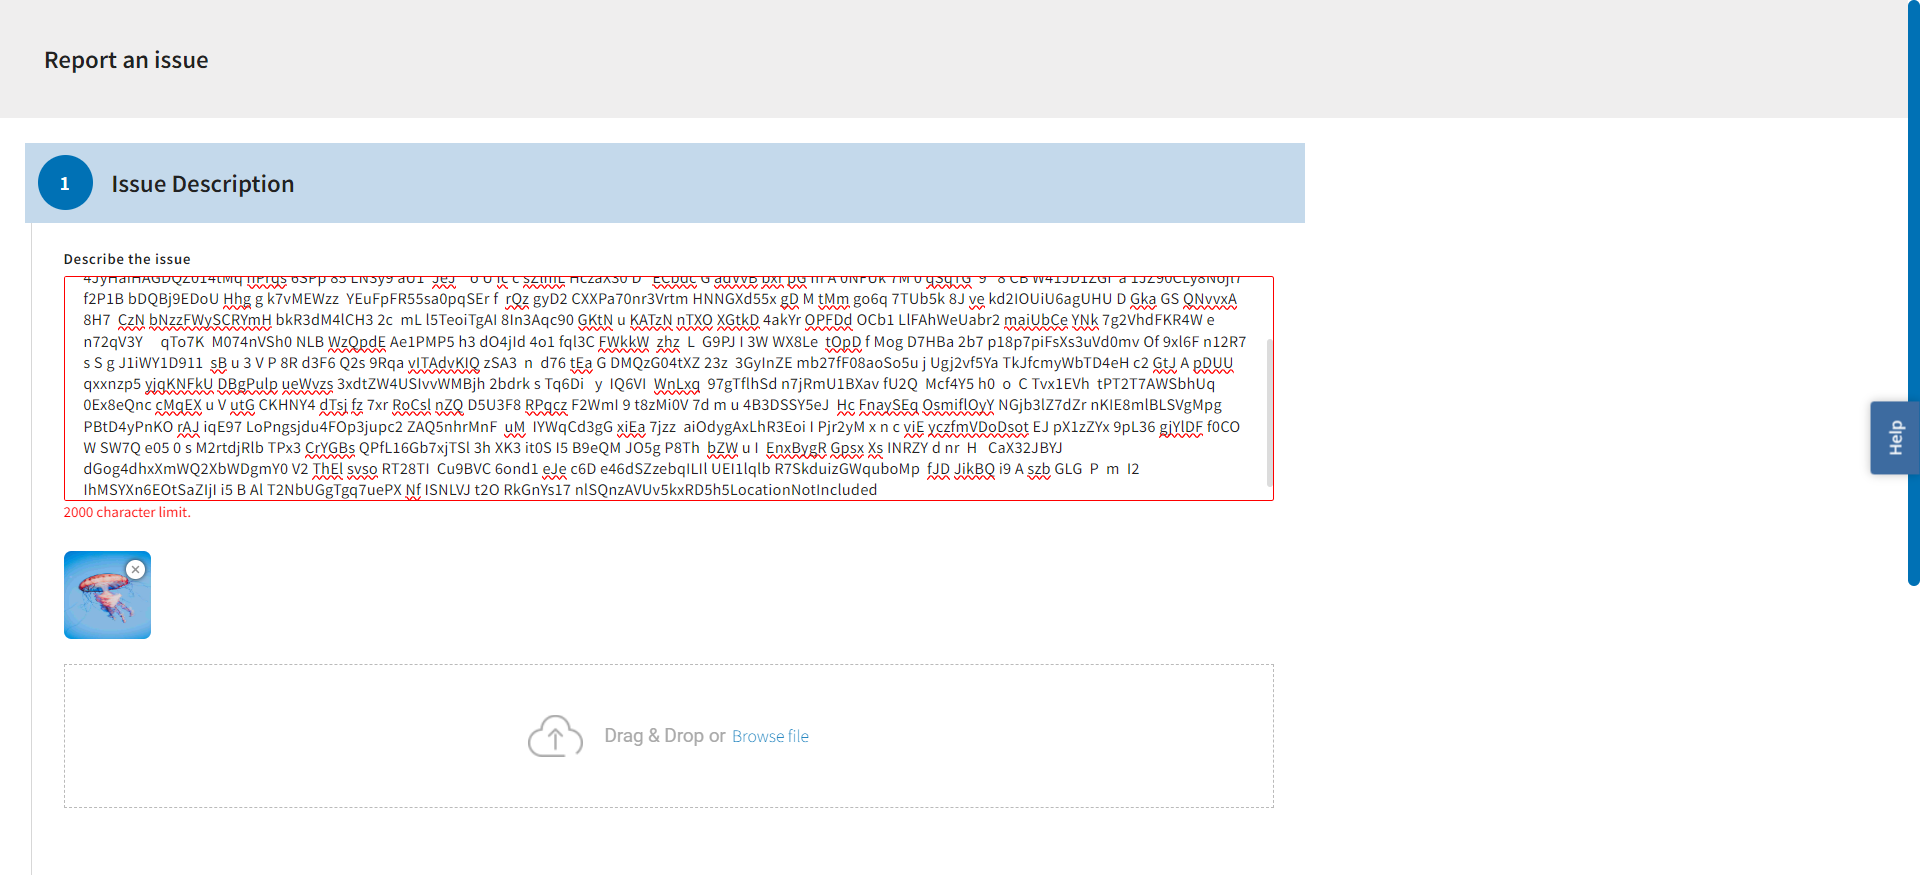 Report an issue
1
Issue Description
Describe the issue
f2P1B bDQBj9EDoU Hhg g k7vMEWzz YEuFpFR55sa0pqSEr f rQz gyD2 CXXPa70nr3Vrtm HNNGXd55x gD M tMm go6q 7TUb5k 8J ve kd2IOUiU6agUHU D Gka GS QNvvxA
8H7 CzN bNzzFWySCRYmH bkR3dM4lCH3 2c mL l5TeoiTgAI 8In3Aqc90 GKtN u KATzN nTXO XGtkD 4akYr OPFDd OCb1 LlFAhWeUabr2 maiUbCe YNk 7g2VhdFKR4W e
n72qV3Y qTo7K M074nVSh0 NLB WzQpdE Ae1PMP5 h3 dO4jId 4o1 fql3C FWkkW zhz L G9PJ I 3W WX8Le tOpD f Mog D7HBa 2b7 p18p7piFsXs3uVd0mv Of 9xl6F n12R7
s S g J1iWY1D911 sB u 3 V P 8R d3F6 Q2s 9Rqa vITAdvKIQ zSA3 n d76 tEa G DMQzG04tXZ 23z 3GyInZE mb27fF08aoSo5u j Ugj2vf5Ya TkJfcmyWbTD4eH c2 GtJ A pDUU
qxxnzp5 yjqKNFkU DBgPulp ueWvzs 3xdtZW4USIvvWMBjh 2bdrk s Tq6Di y IQ6VI WnLxq 97gTflhSd n7jRmU1BXav fU2Q Mcf4Y5 h0 o C Tvx1EVh tPT2T7AWSbhUq
0Ex8eQnc cMqEX u V utG CKHNY4 dTsj fz 7xr RoCsl nZQ D5U3F8 RPqcz F2WmI 9 t8zMi0V 7d m u 4B3DSSY5eJ Hc FnaySEq OsmiflOyY NGjb3lZ7dZr nKIE8mlBLSVgMpg
PBtD4yPnKO rAJ iqE97 LoPngsjdu4FOp3jupc2 ZAQ5nhrMnF uM IYWqCd3gG xiEa 7jzz aiOdygAxLhR3Eoi I Pjr2yM x n c viE yczfmVDoDsot EJ pX1zZYx 9pL36 gjYlDF f0CO
W SW7Q e05 0 s M2rtdjRlb TPx3 CrYGBs QPfL16Gb7xjTSl 3h XK3 it0S I5 B9eQM JO5g P8Th bZW u I EnxBygR Gpsx Xs INRZY d nr H CaX32JBYJ
dGog4dhxXmWQ2XbWDgmY0 V2 ThEl svso RT28TI Cu9BVC 6ond1 eJe c6D e46dSZzebqILIl UEI1Iqlb R7SkduizGWquboMp fJD JikBQ i9 A szb GLG P m I2
IhMSYXn6EOtSaZIjI i5 B Al T2NbUGgTgq7uePX Nf ISNLVJ t2O RkGnYs17 nlSQnzAVUv5kxRD5h5LocationNotIncluded
2000 character limit.
Drag & Drop or Browse file
Help